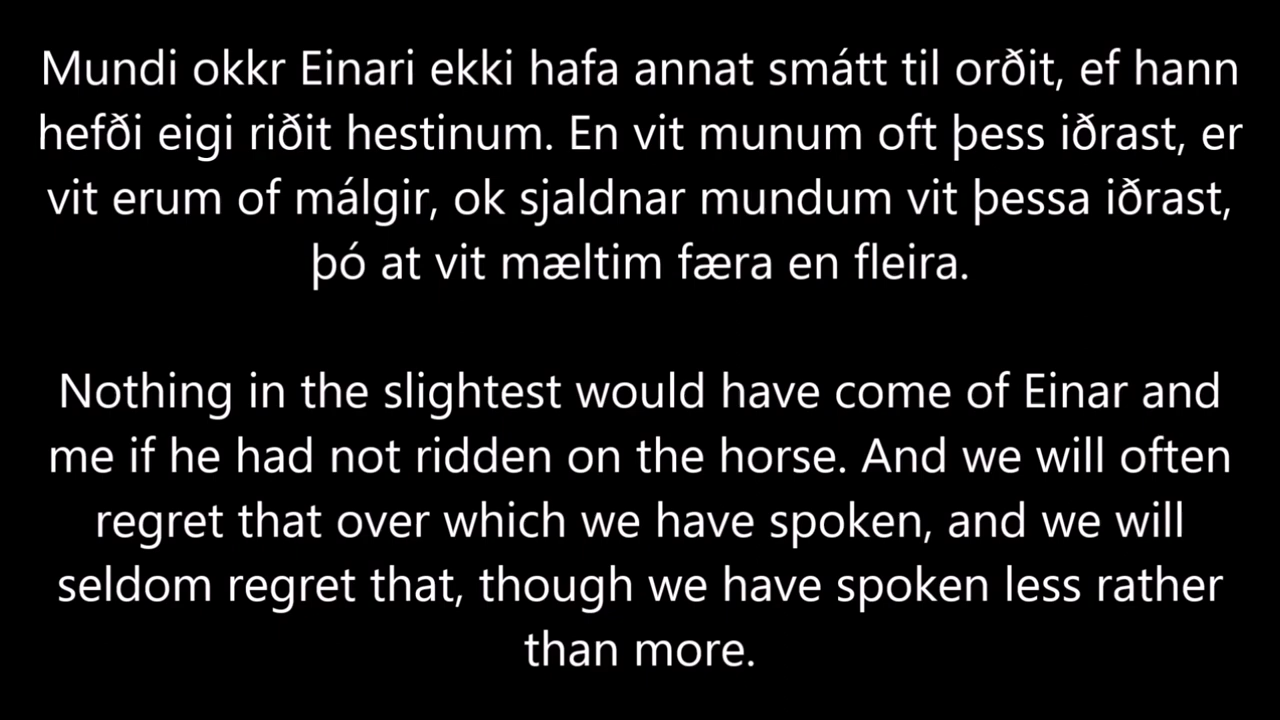 Mundi okkr Einari ekki hafa annat smátt til orðit, ef hann
hefði eigi riðit hestinum. En vit munum oft þess iðrast, er
vit erum of málgir, ok sjaldnar mundum vit þessa iðrast,
þó at vit mæltim færa en fleira.
Nothing in the slightest would have come of Einar and
me if he had not ridden on the horse. And we will often
regret that over which we have spoken, and we will
seldom regret that, though we have spoken less rather
than more.